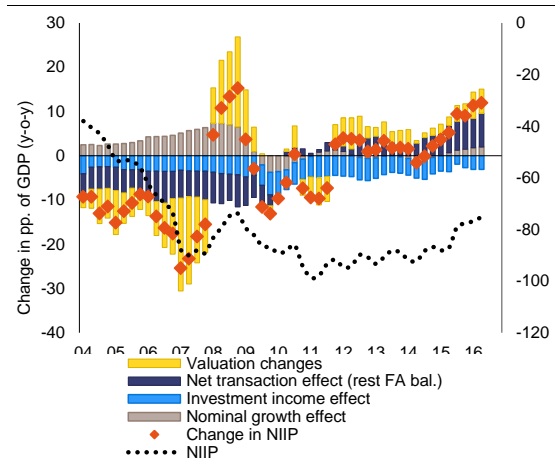 Change in pp. of GDP (y-o-y)
30
20
10
0
-10
-20
-30
-40
0
-20
-40
-60
-80
-100
-120
04 05 06 07 08 09 10 11 12 13 14 15 16
Valuation changes
Net transaction effect (rest FA bal.)
Investment income effect
Nominal growth effect
Change in NIIP
NIIP